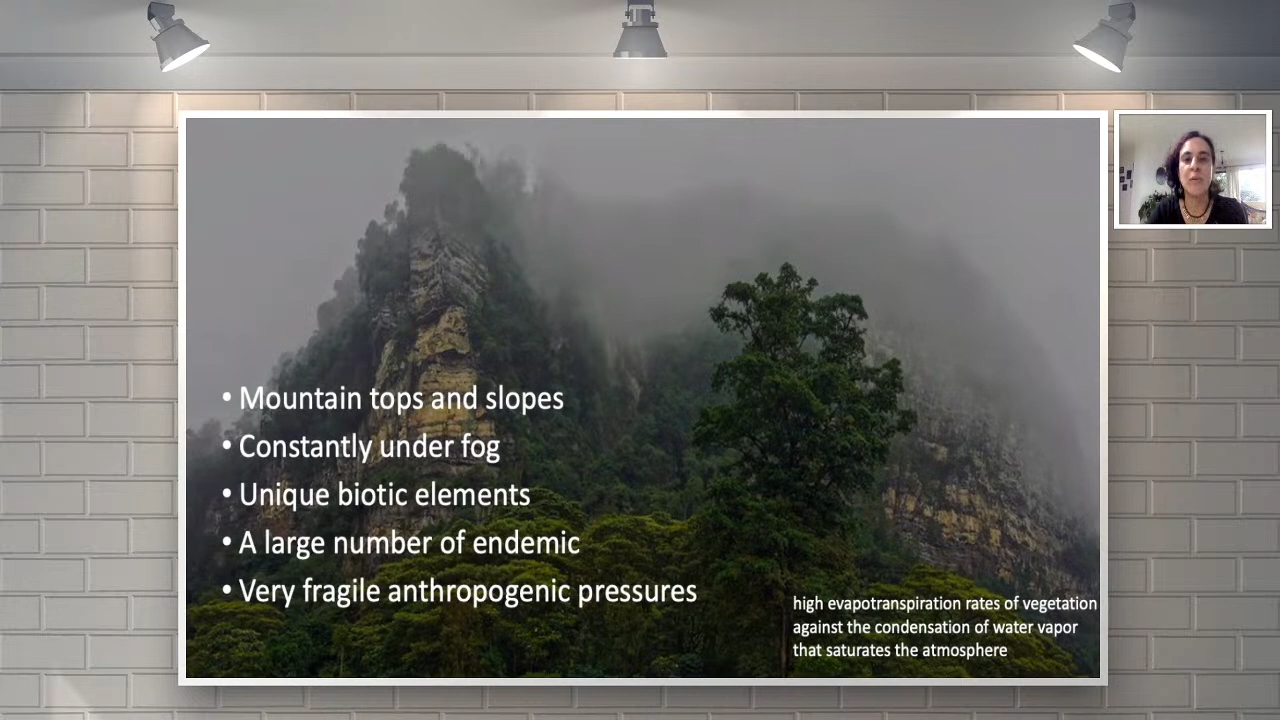 • Mountain tops and slopes
• Constantly under fog
• Unique biotic elements
• A large number of endemic
• Very fragile anthropogenic pressures
high evapotranspiration rates of vegetation
against the condensation of water vapor
that saturates the atmosphere